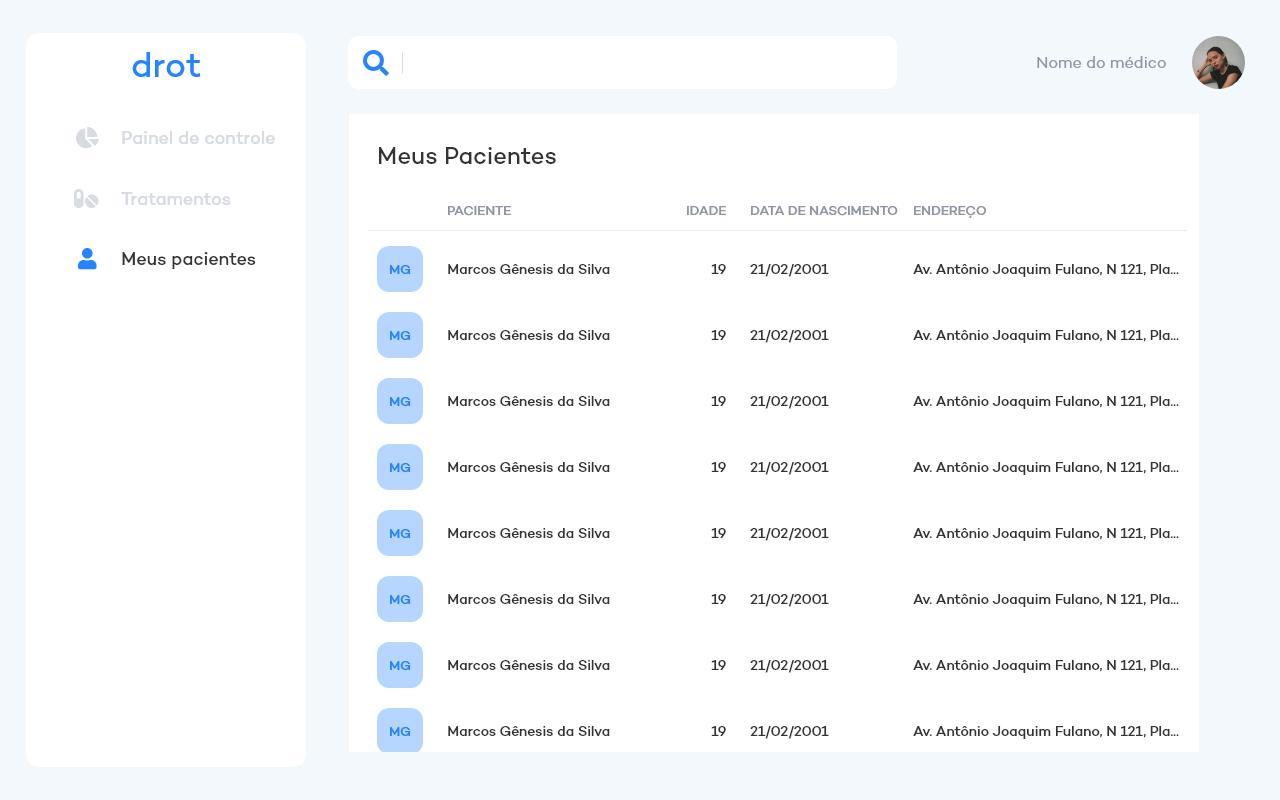 drot
Painel de controle
Tratamentos
Meus pacientes
Nome do médico
Meus Pacientes
PACIENTE IDADE DATA DE NASCIMENTO ENDEREÇO
MG Marcos Gênesis da Silva 19 21/02/2001 Av. Antônio Joaquim Fulano, N 121, Pla...
MG Marcos Gênesis da Silva 19 21/02/2001 Av. Antônio Joaquim Fulano, N 121, Pla...
MG Marcos Gênesis da Silva 19 21/02/2001 Av. Antônio Joaquim Fulano, N 121, Pla...
MG Marcos Gênesis da Silva 19 21/02/2001 Av. Antônio Joaquim Fulano, N 121, Pla...
MG Marcos Gênesis da Silva 19 21/02/2001 Av. Antônio Joaquim Fulano, N 121, Pla...
MG Marcos Gênesis da Silva 19 21/02/2001 Av. Antônio Joaquim Fulano, N 121, Pla...
MG Marcos Gênesis da Silva 19 21/02/2001 Av. Antônio Joaquim Fulano, N 121, Pla...
MG Marcos Gênesis da Silva 19 21/02/2001 Av. Antônio Joaquim Fulano, N 121, Pla...